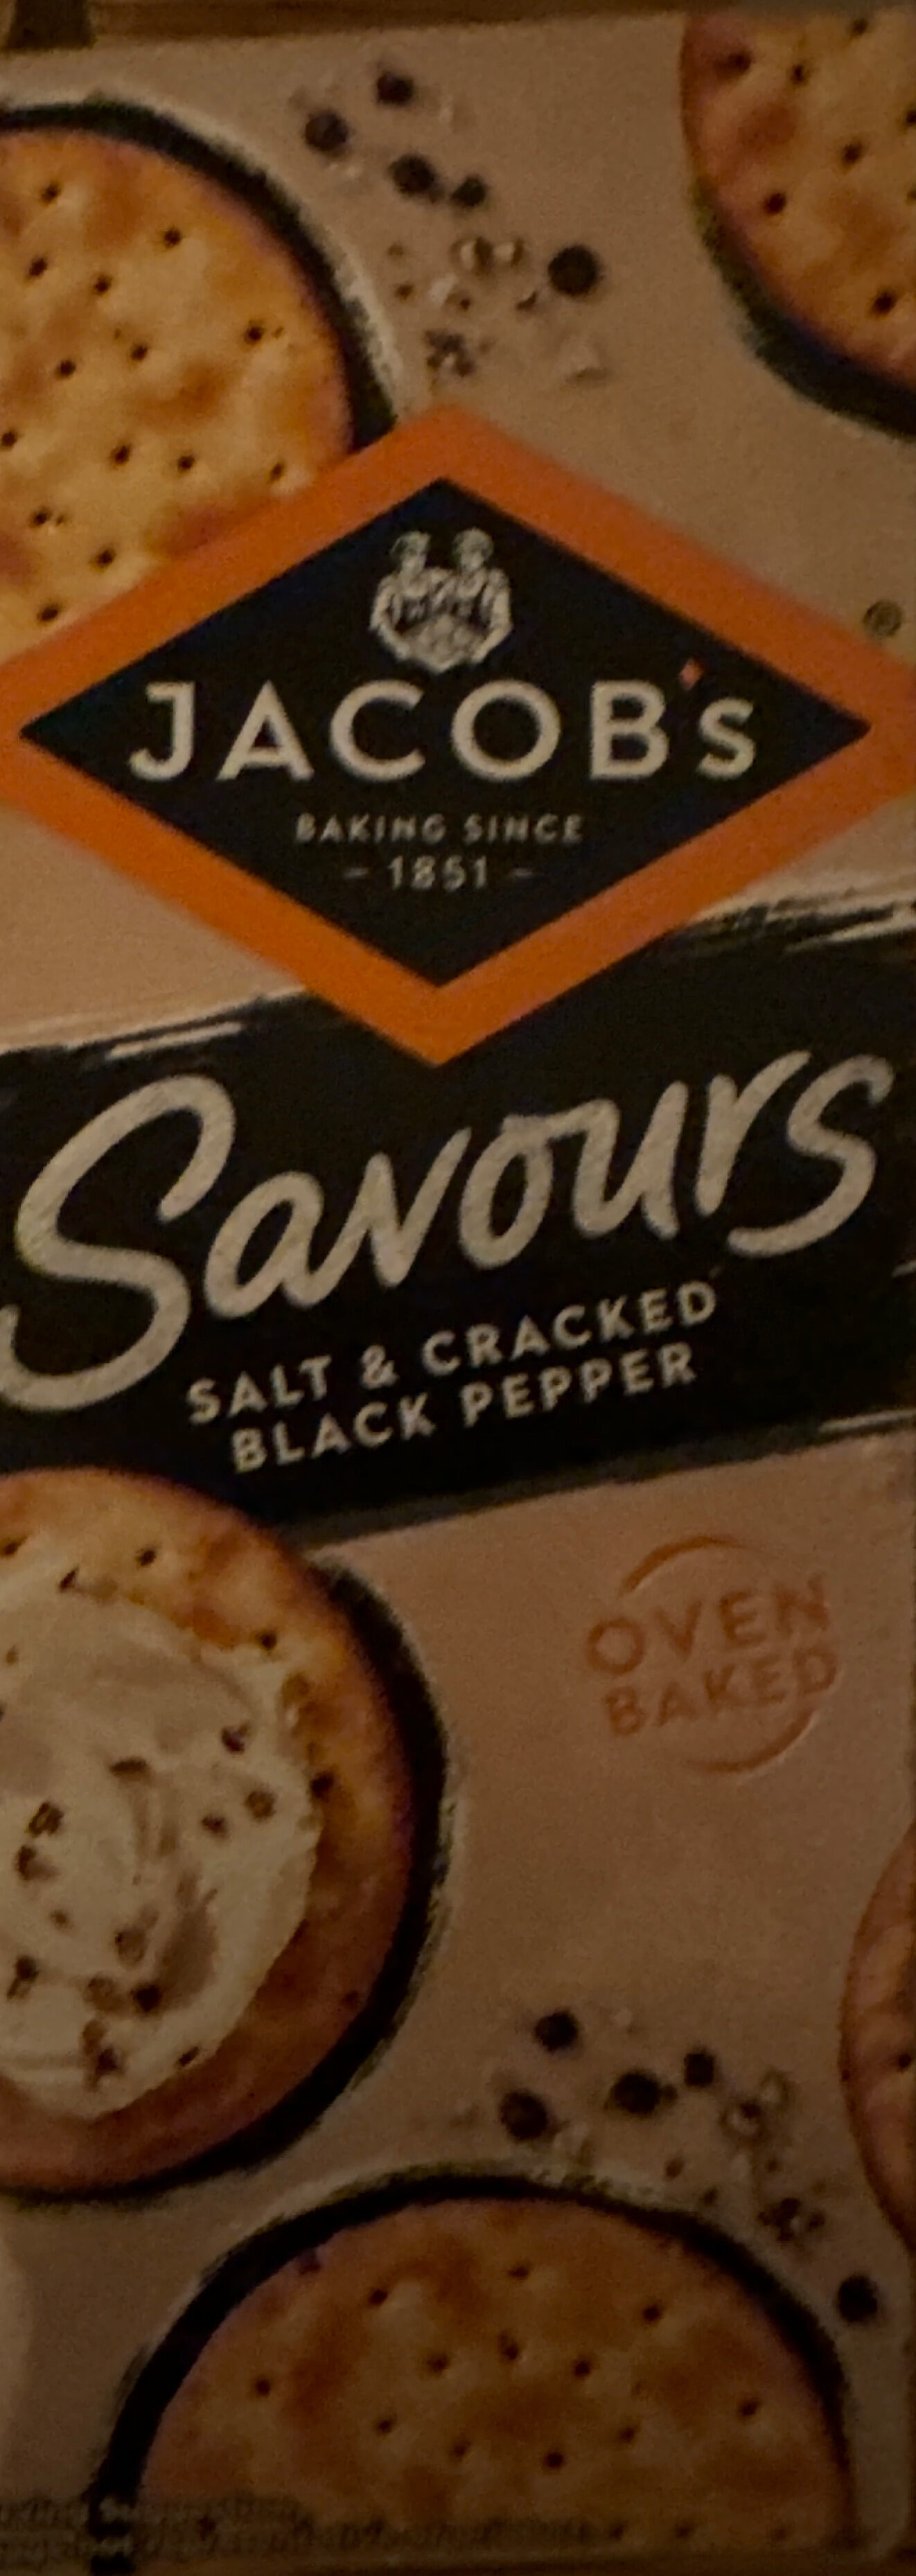 ®
JACOB's
BAKING SINCE
– 1851 –
Savours
SALT & CRACKED
BLACK PEPPER
OVEN
BAKED